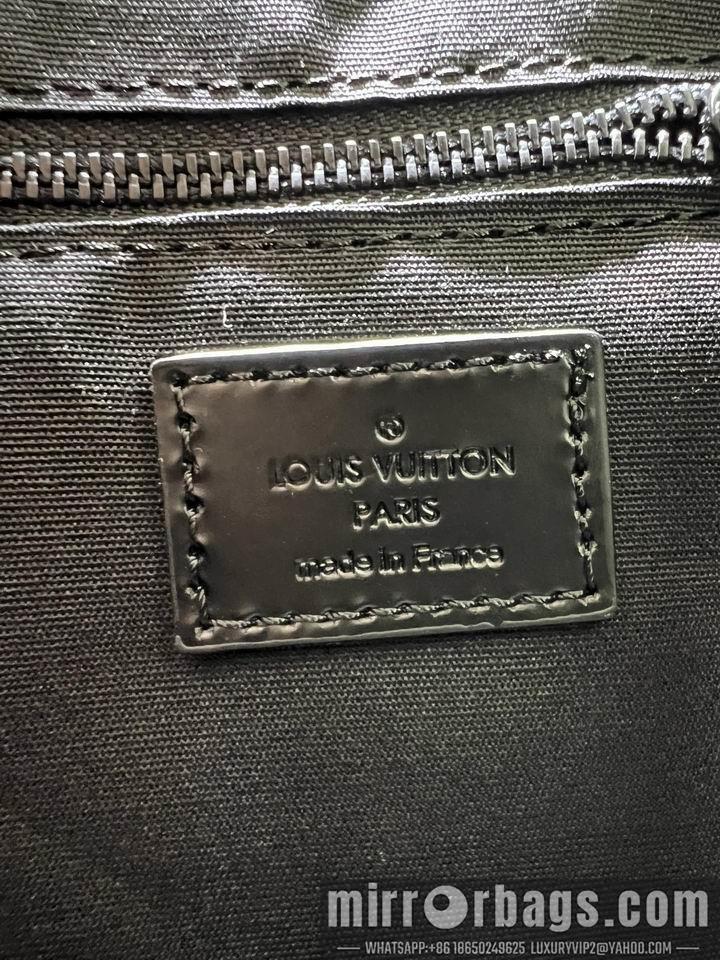 ®
LOUIS VUITTON
PARIS
made in France
mirrorbags.com
WHATSAPP:+86 18650249625 LUXURYVIP2@YAHOO.COM